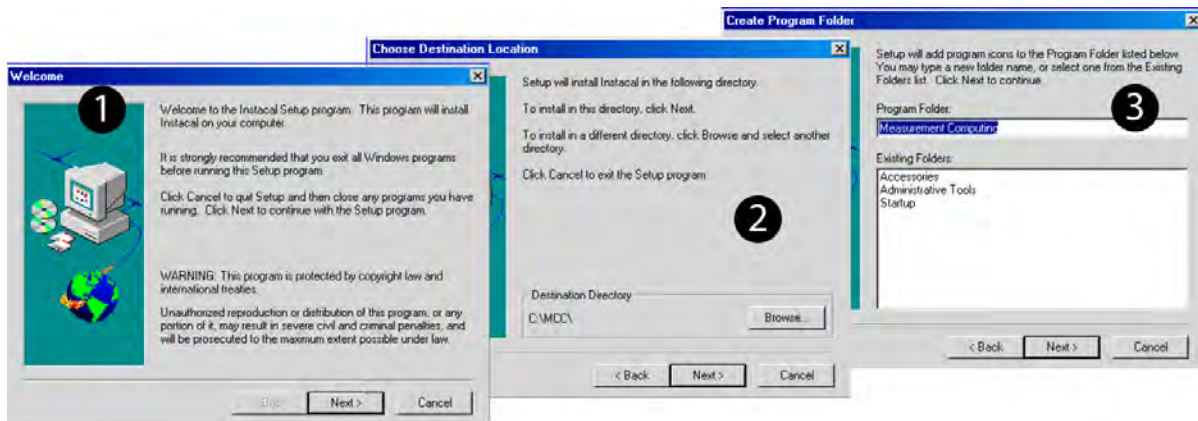 Welcome
1
Welcome to the Instacal Setup program. This program will install
Instacal on your computer.
It is strongly recommended that you exit all Windows programs
before running this Setup program.
Click Cancel to quit Setup and then close any programs you have
running. Click Next to continue with the Setup program.
WARNING: This program is protected by copyright law and
international treaties.
Unauthorized reproduction or distribution of this program, or any
portion of it, may result in severe civil and criminal penalties, and
will be prosecuted to the maximum extent possible under law.
Next >
Cancel
Choose Destination Location
Setup will install Instacal in the following directory.
To install in this directory, click Next.
To install in a different directory, click Browse and select another
directory.
Click Cancel to exit the Setup program.
2
Destination Directory
C:\MCC\
Browse...
< Back
Next >
Cancel
Create Program Folder
Setup will add program icons to the Program Folder listed below.
You may type a new folder name, or select one from the Existing
Folders list. Click Next to continue.
3
Program Folder:
Measurement Computing
Existing Folders:
Accessories
Administrative Tools
Startup
< Back
Next >
Cancel